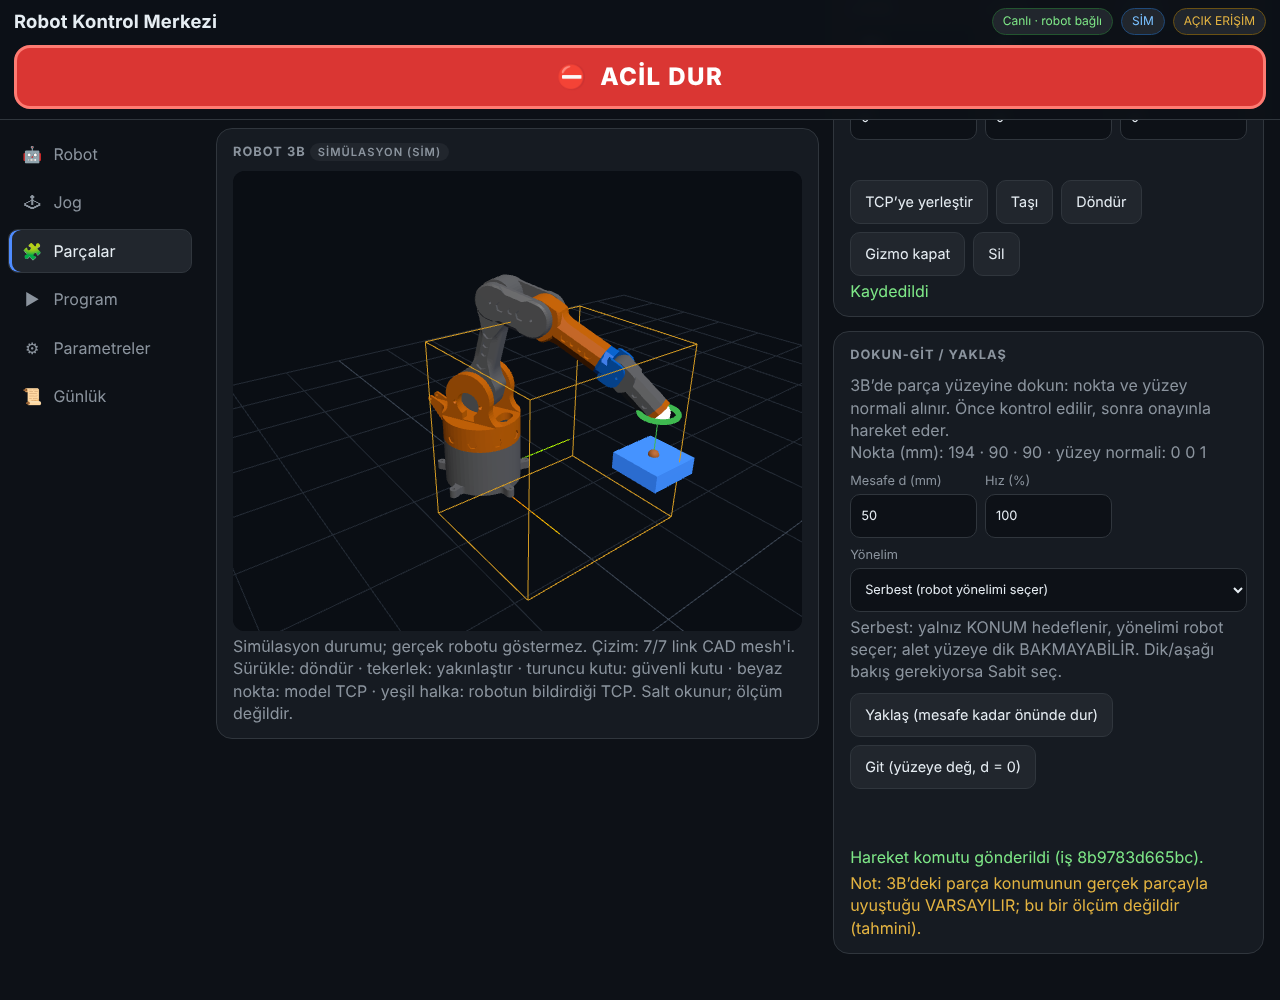 Robot Kontrol Merkezi
Canlı · robot bağlı
SİM
AÇIK ERİŞİM
ACİL DUR
Robot
Jog
Parçalar
Program
Parametreler
Günlük
ROBOT 3B SİMÜLASYON (SİM)
Simülasyon durumu; gerçek robotu göstermez. Çizim: 7/7 link CAD mesh'i.
Sürükle: döndür · tekerlek: yakınlaştır · turuncu kutu: güvenli kutu · beyaz
nokta: model TCP · yeşil halka: robotun bildirdiği TCP. Salt okunur; ölçüm
değildir.
TCP’ye yerleştir
Taşı
Döndür
Gizmo kapat
Sil
Kaydedildi
DOKUN-GİT / YAKLAŞ
3B’de parça yüzeyine dokun: nokta ve yüzey
normali alınır. Önce kontrol edilir, sonra onayınla
hareket eder.
Nokta (mm): 194 · 90 · 90 · yüzey normali: 0 0 1
Mesafe d (mm)
Hız (%)
50
100
Yönelim
Serbest (robot yönelimi seçer)
Serbest: yalnız KONUM hedeflenir, yönelimi robot
seçer; alet yüzeye dik BAKMAYABİLİR. Dik/aşağı
bakış gerekiyorsa Sabit seç.
Yaklaş (mesafe kadar önünde dur)
Git (yüzeye değ, d = 0)
Hareket komutu gönderildi (iş 8b9783d665bc).
Not: 3B’deki parça konumunun gerçek parçayla
uyuştuğu VARSAYILIR; bu bir ölçüm değildir
(tahmini).